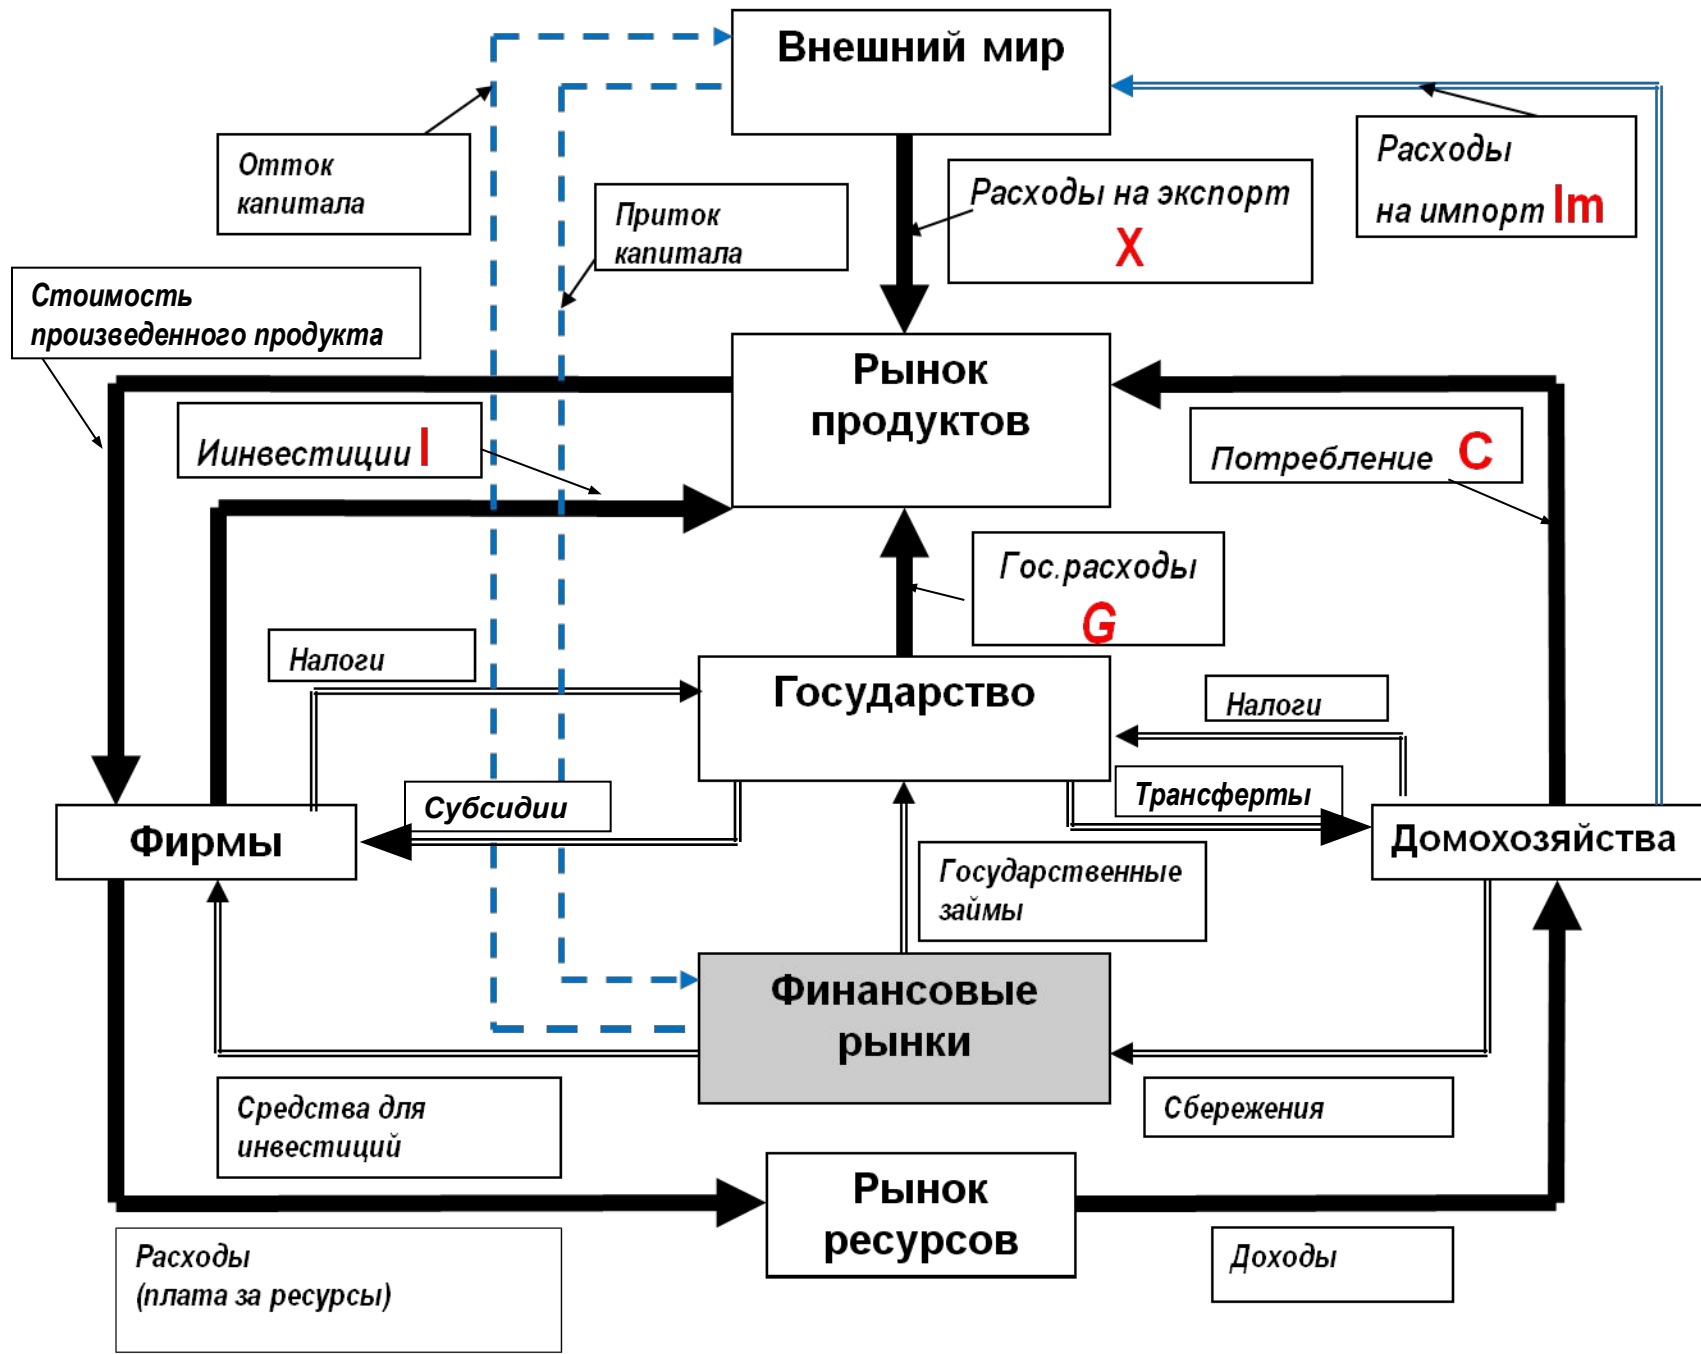 Внешний мир
Отток
капитала
Приток
капитала
Расходы на экспорт
X
Расходы
на импорт Im
Стоимость
произведенного продукта
Рынок
продуктов
Иинвестиции I
Потребление C
Гос.расходы
G
Налоги
Государство
Налоги
Субсидии
Трансферты
Фирмы
Домохозяйства
Государственные
займы
Финансовые
рынки
Средства для
инвестиций
Сбережения
Рынок
ресурсов
Расходы
(плата за ресурсы)
Доходы